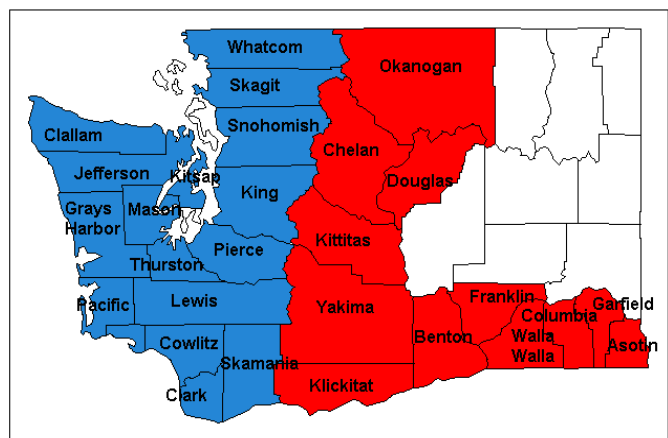 Whatcom
Okanogan
Skagit
Snohomish
Clallam
Chelan
Jefferson
Kitsap
Douglas
King
Mason
Grays
Harbor
Kittitas
Pierce
Thurston
Pacific
Lewis
Yakima
Franklin
Garfield
Columbia
Benton
Walla
Walla
Asotin
Cowlitz
Skamania
Klickitat
Clark